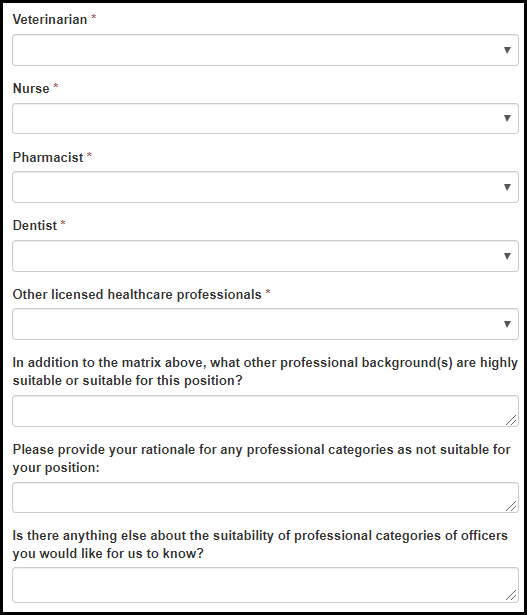 Veterinarian *
Nurse *
Pharmacist *
Dentist *
Other licensed healthcare professionals *
In addition to the matrix above, what other professional background(s) are highly
suitable or suitable for this position?
Please provide your rationale for any professional categories as not suitable for
your position:
Is there anything else about the suitability of professional categories of officers
you would like for us to know?